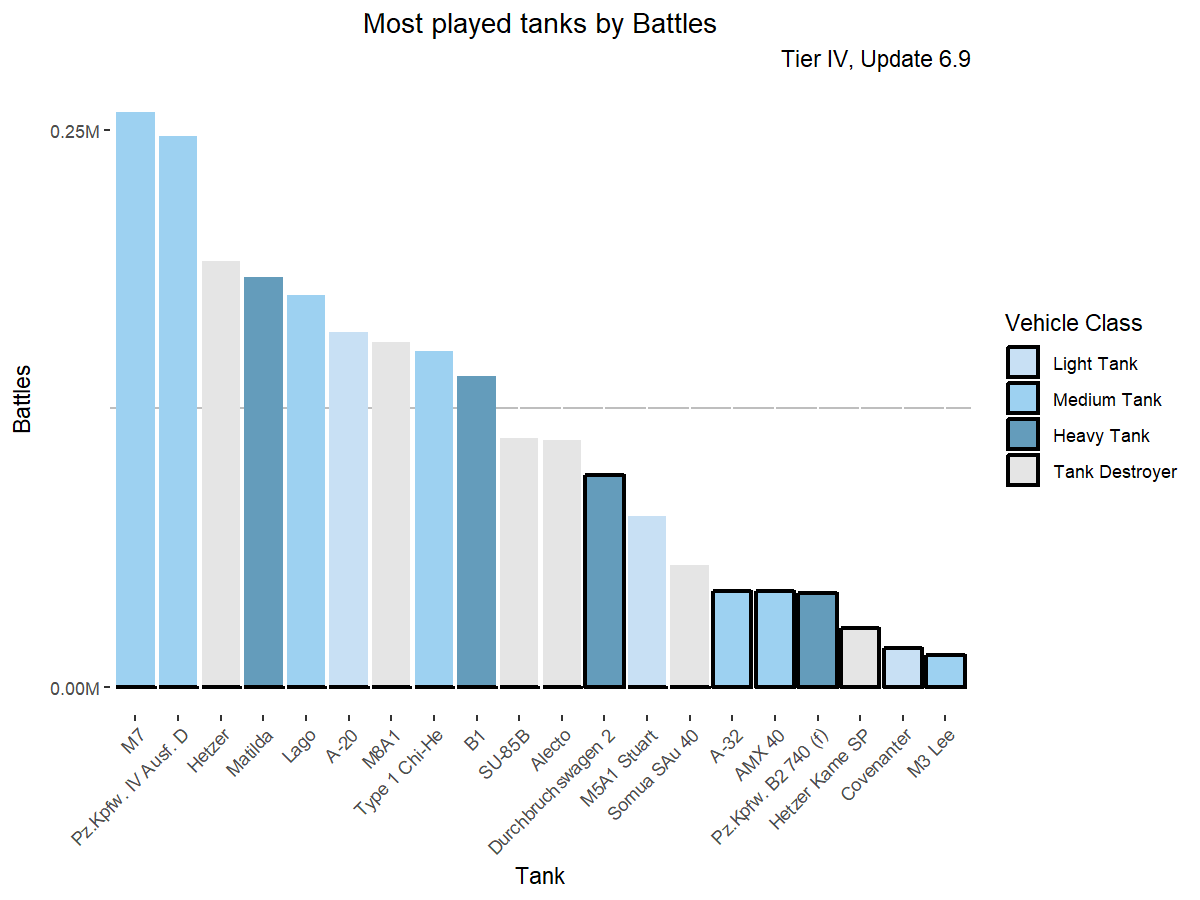 Most played tanks by Battles
Tier IV, Update 6.9
0.25M
0.00M
Battles
M7
Pz.Kpfw. IV Ausf. D
Hetzer
Matilda
Lago
A-20
M8A1
Type 1 Chi-He
B1
SU-85B
Alecto
Durchbruchswagen 2
M5A1 Stuart
Somua SAu 40
A-32
AMX 40
Pz.Kpfw. B2 740 (f)
Hetzer Kame SP
Covenanter
M3 Lee
Tank
Vehicle Class
Light Tank
Medium Tank
Heavy Tank
Tank Destroyer